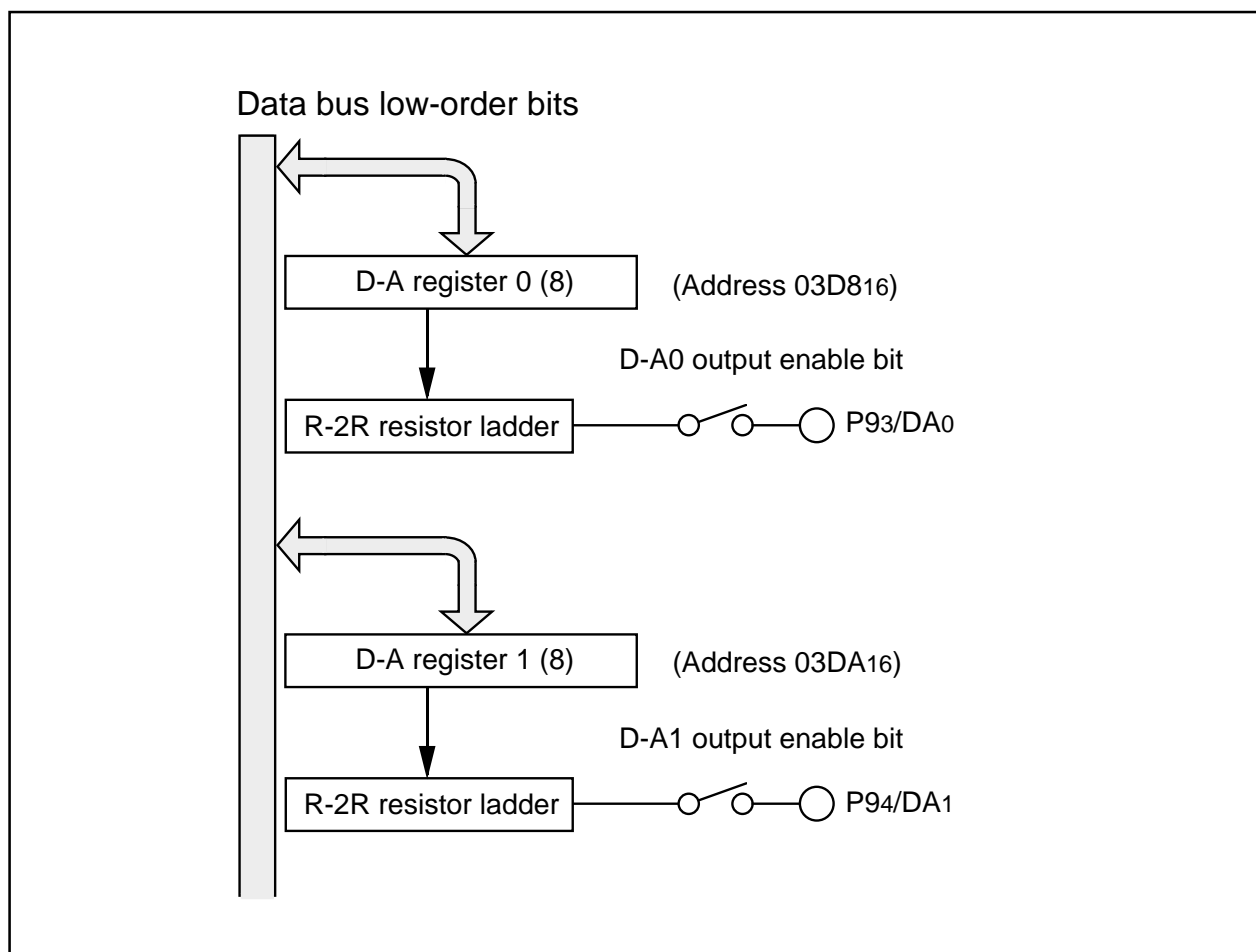 Data bus low-order bits
D-A register 0 (8)
(Address 03D816)
D-A0 output enable bit
R-2R resistor ladder
P93/DA0
D-A register 1 (8)
(Address 03DA16)
D-A1 output enable bit
R-2R resistor ladder
P94/DA1